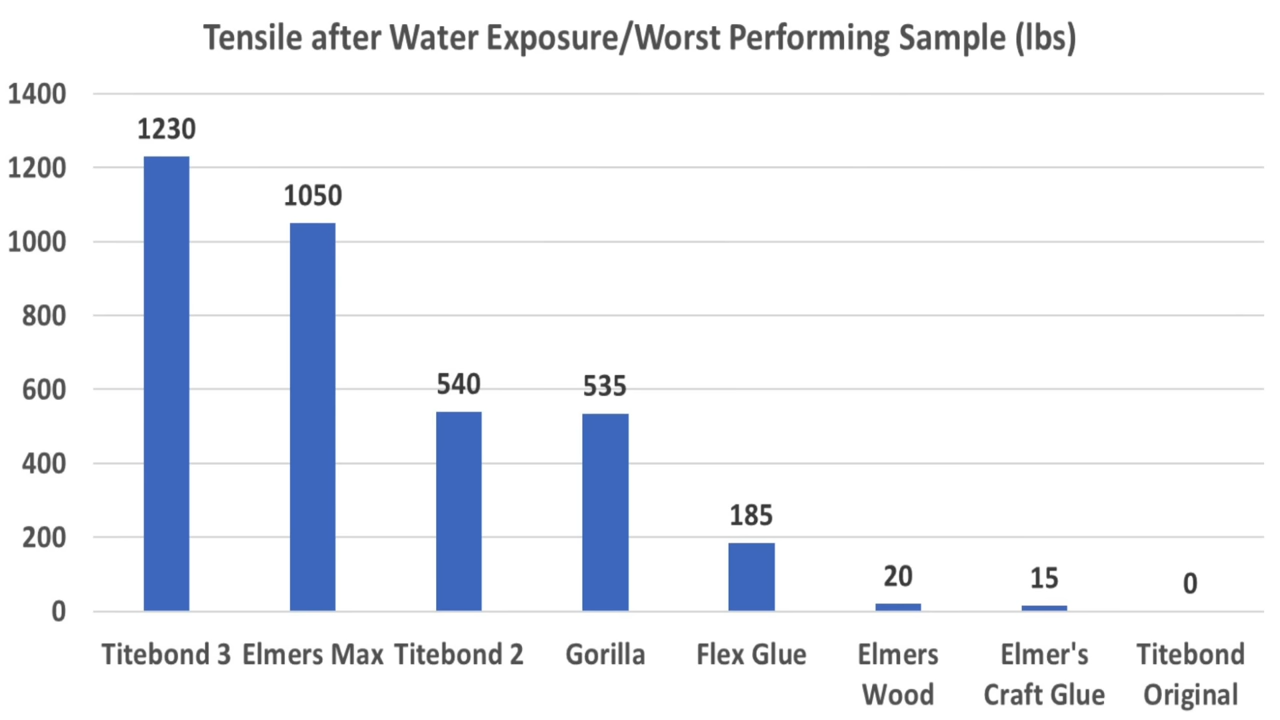 Tensile after Water Exposure/Worst Performing Sample (lbs)
1400
1200
1000
800
600
400
200
0
1230
1050
540
535
185
20
15
0
Titebond 3
Elmers Max
Titebond 2
Gorilla
Flex Glue
Elmers
Wood
Elmer's
Craft Glue
Titebond
Original